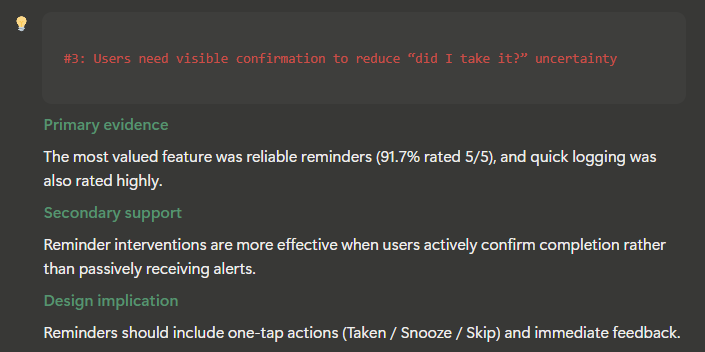 #3: Users need visible confirmation to reduce “did I take it?” uncertainty
Primary evidence
The most valued feature was reliable reminders (91.7% rated 5/5), and quick logging was
also rated highly.
Secondary support
Reminder interventions are more effective when users actively confirm completion rather
than passively receiving alerts.
Design implication
Reminders should include one-tap actions (Taken / Snooze / Skip) and immediate feedback.